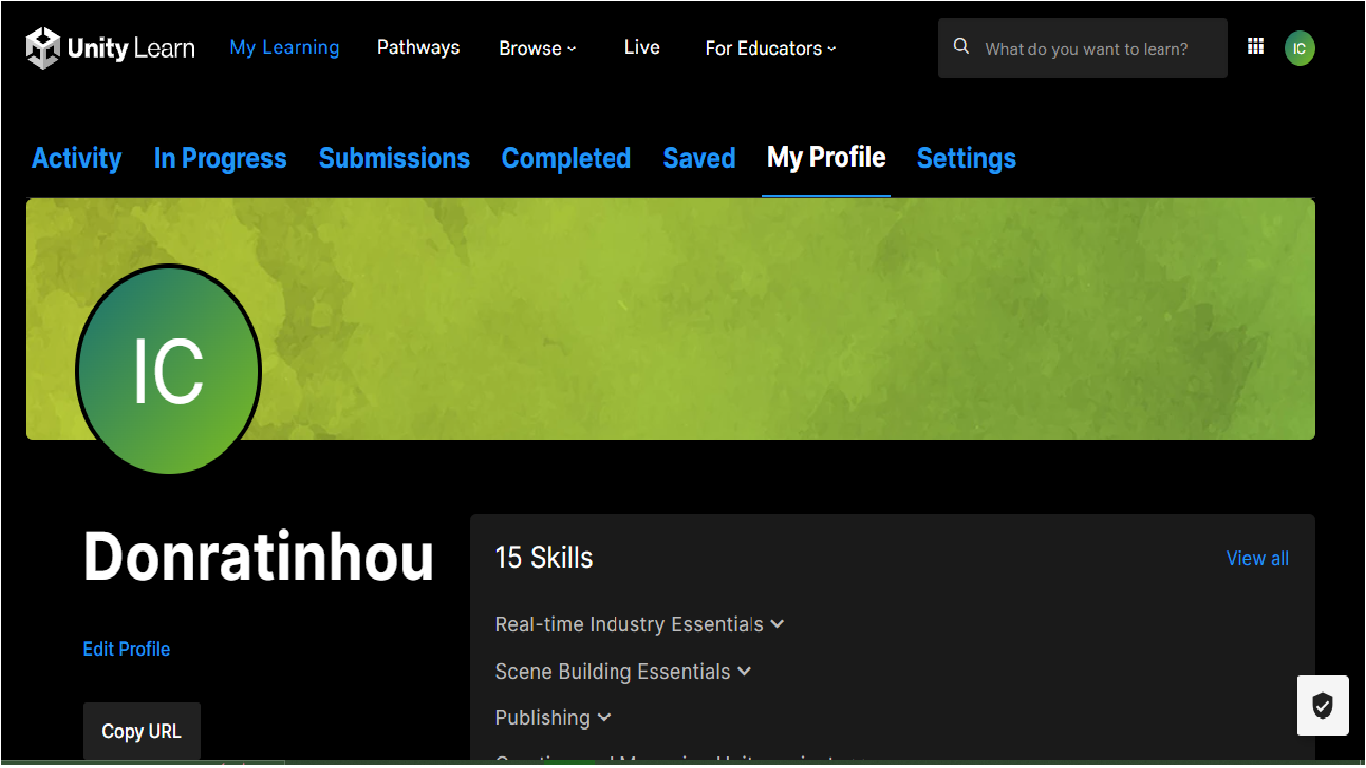 Unity Learn My Learning Pathways Browse Live For Educators What do you want to learn? IC
Activity In Progress Submissions Completed Saved My Profile Settings
IC
Donratinhou
Edit Profile
Copy URL
15 Skills View all
Real-time Industry Essentials
Scene Building Essentials
Publishing